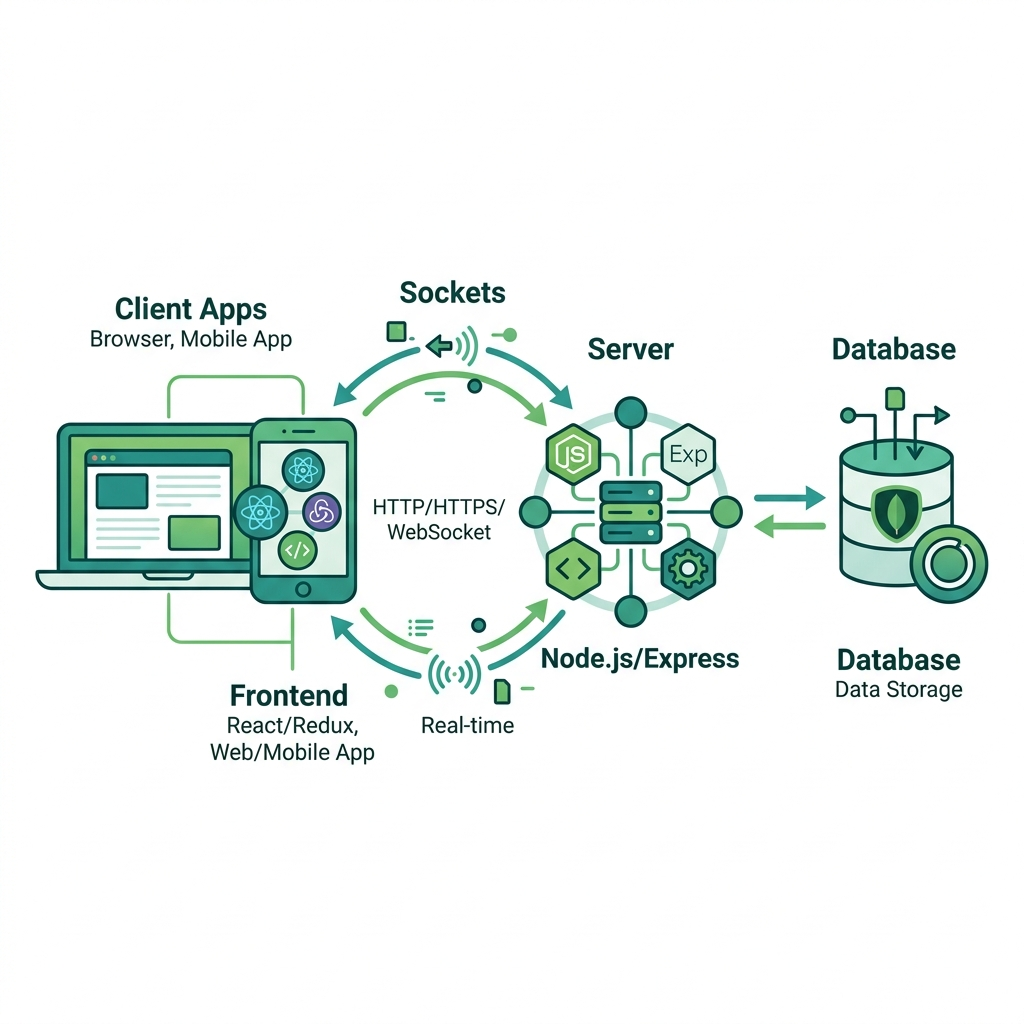 Client Apps
Browser, Mobile App
Sockets
Server
Database
JS
Exp
HTTP/HTTPS/
WebSocket
</>
Node.js/Express
Database
Data Storage
Frontend
React/Redux,
Web/Mobile App
Real-time